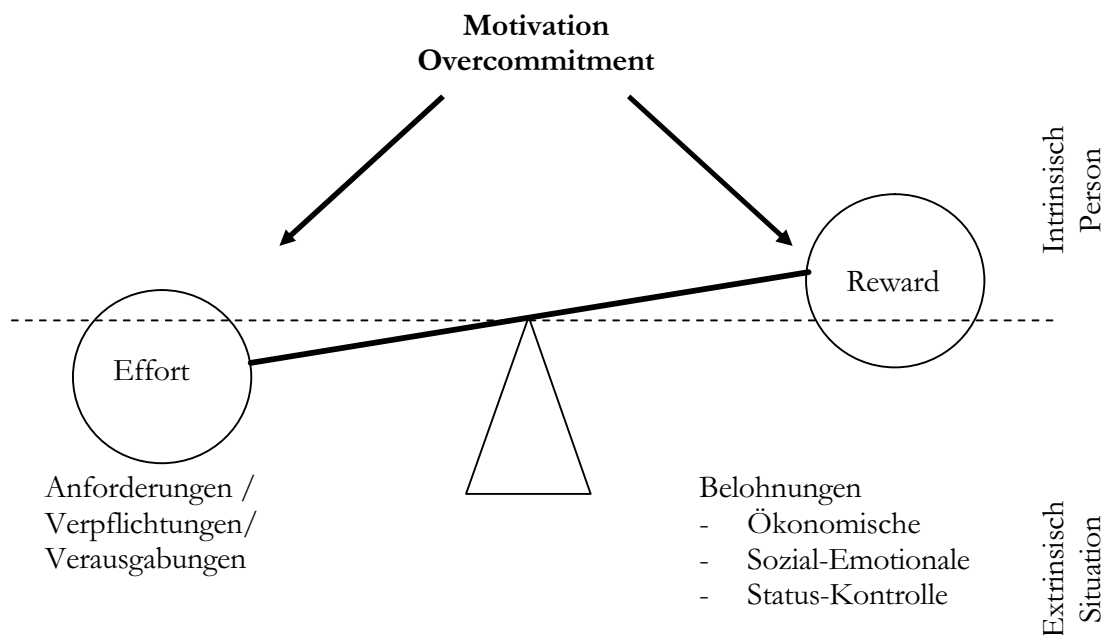 Motivation
Overcommitment
Intrinsisch
Person
Reward
Effort
Anforderungen /
Verpflichtungen/
Verausgabungen
Belohnungen
- Ökonomische
- Sozial-Emotionale
- Status-Kontrolle
Extrinsisch
Situation